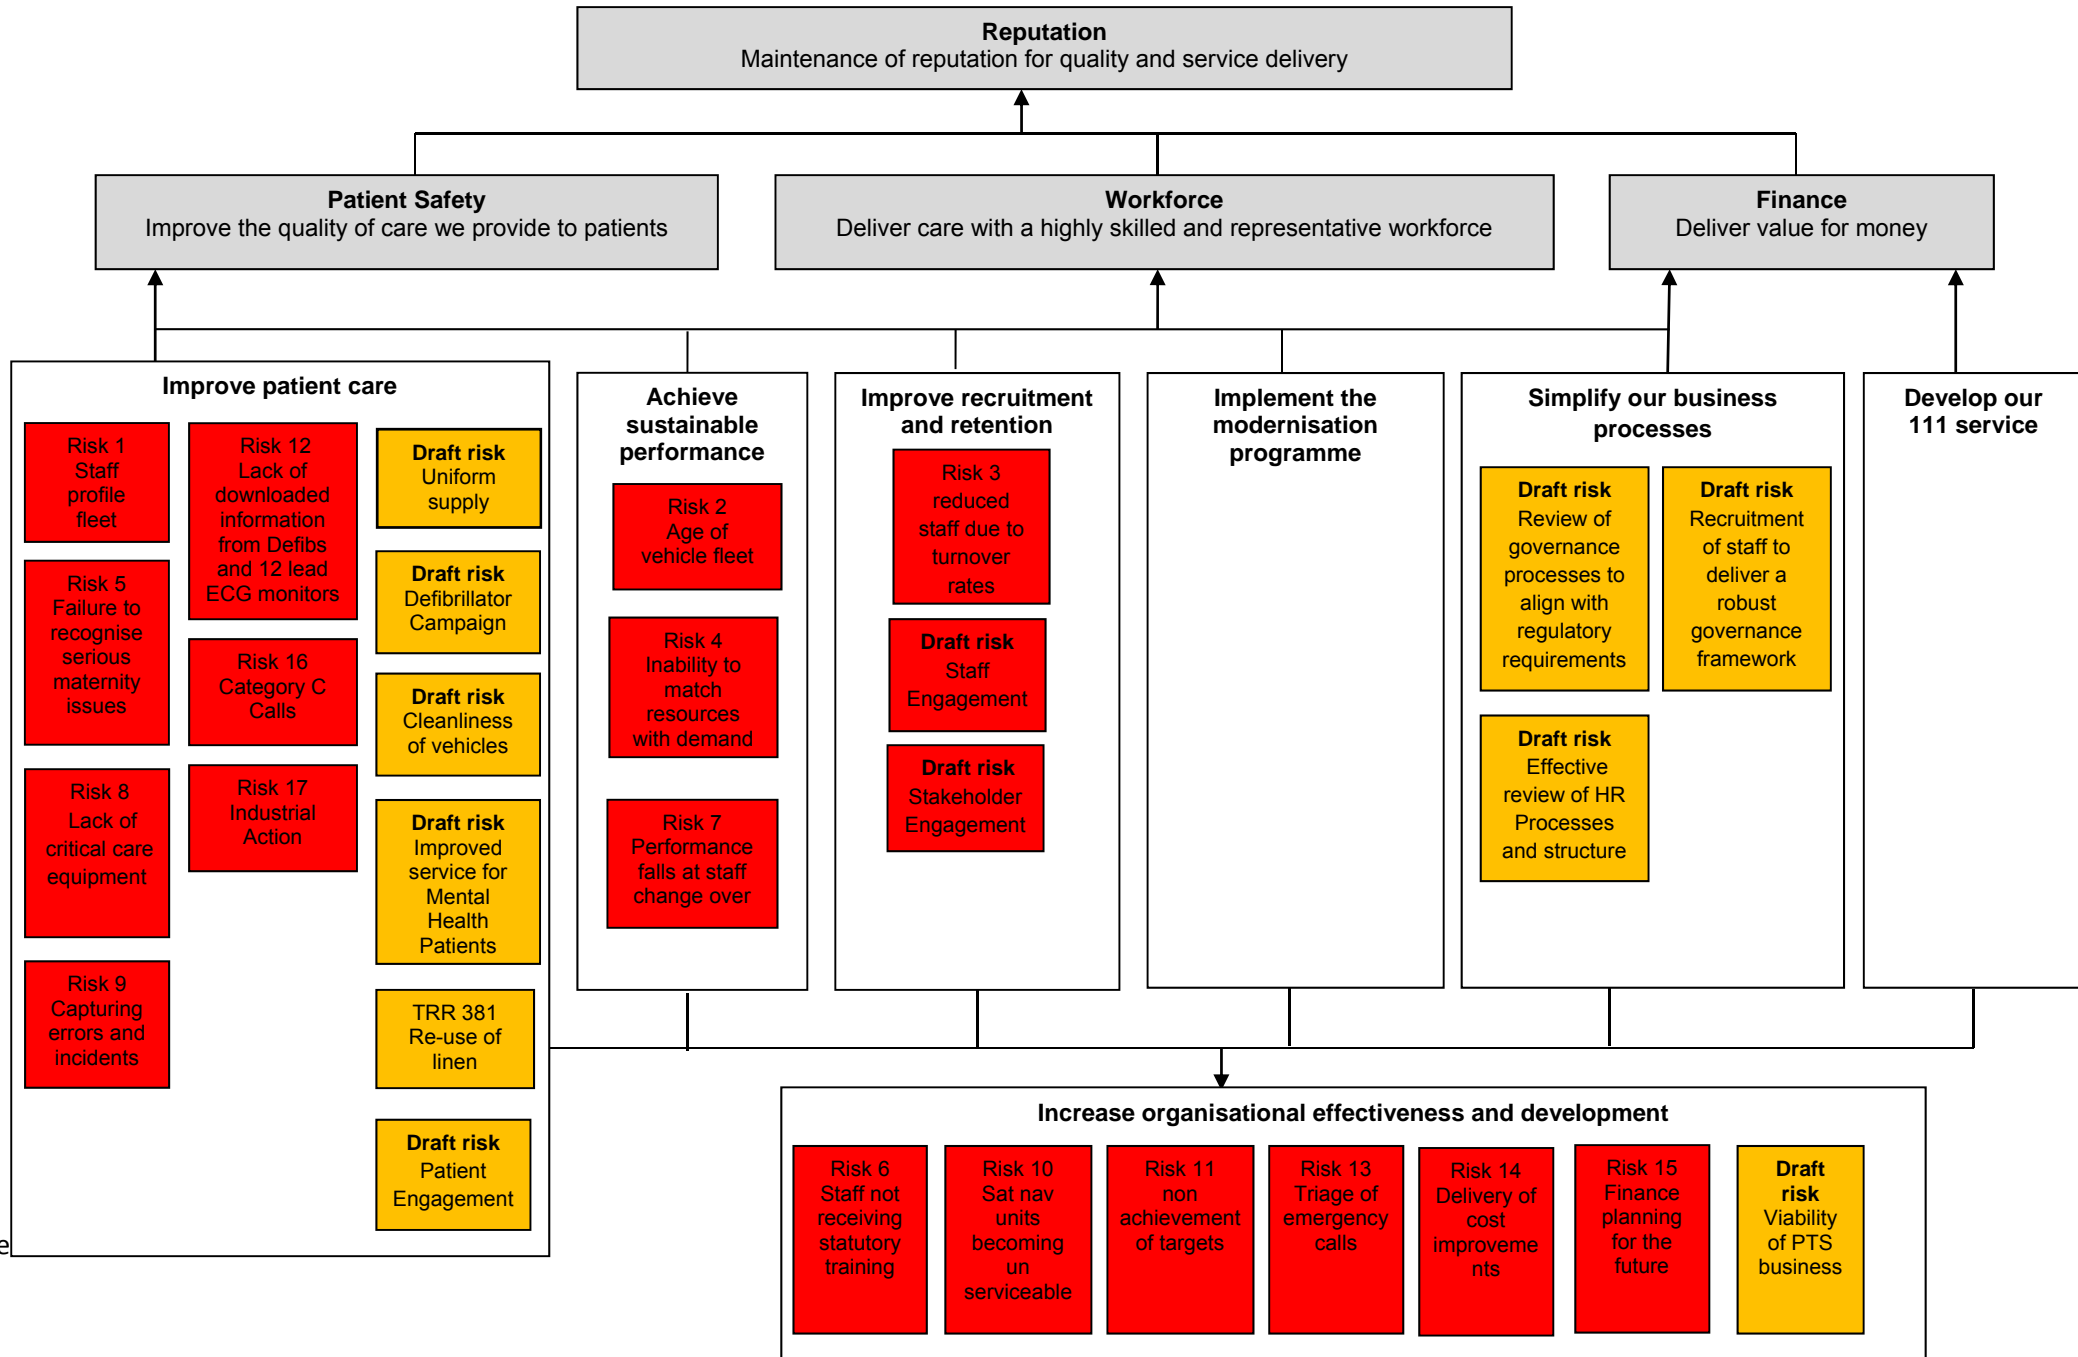 Reputation
Maintenance of reputation for quality and service delivery
Patient Safety
Improve the quality of care we provide to patients
Workforce
Deliver care with a highly skilled and representative workforce
Finance
Deliver value for money
Improve patient care
Risk 1
Staff
profile
fleet
Risk 5
Failure to
recognise
serious
maternity
issues
Risk 8
Lack of
critical care
equipment
Risk 9
Capturing
errors and
incidents
Risk 12
Lack of
downloaded
information
from Defibs
and 12 lead
ECG monitors
Risk 16
Category C
Calls
Risk 17
Industrial
Action
Draft risk
Uniform
supply
Draft risk
Defibrillator
Campaign
Draft risk
Cleanliness
of vehicles
Draft risk
Improved
service for
Mental
Health
Patients
TRR 381
Re-use of
linen
Draft risk
Patient
Engagement
Achieve
sustainable
performance
Risk 2
Age of
vehicle fleet
Risk 4
Inability to
match
resources
with demand
Risk 7
Performance
falls at staff
change over
Improve recruitment
and retention
Risk 3
reduced
staff due to
turnover
rates
Draft risk
Staff
Engagement
Draft risk
Stakeholder
Engagement
Implement the
modernisation
programme
Simplify our business
processes
Draft risk
Review of
governance
processes to
align with
regulatory
requirements
Draft risk
Recruitment
of staff to
deliver a
robust
governance
framework
Draft risk
Effective
review of HR
Processes
and structure
Develop our
111 service
e
Increase organisational effectiveness and development
Risk 6
Staff not
receiving
statutory
training
Risk 10
Sat nav
units
becoming
un
serviceable
Risk 11
non
achievement
of targets
Risk 13
Triage of
emergency
calls
Risk 14
Delivery of
cost
improveme
nts
Risk 15
Finance
planning
for the
future
Draft
risk
Viability
of PTS
business